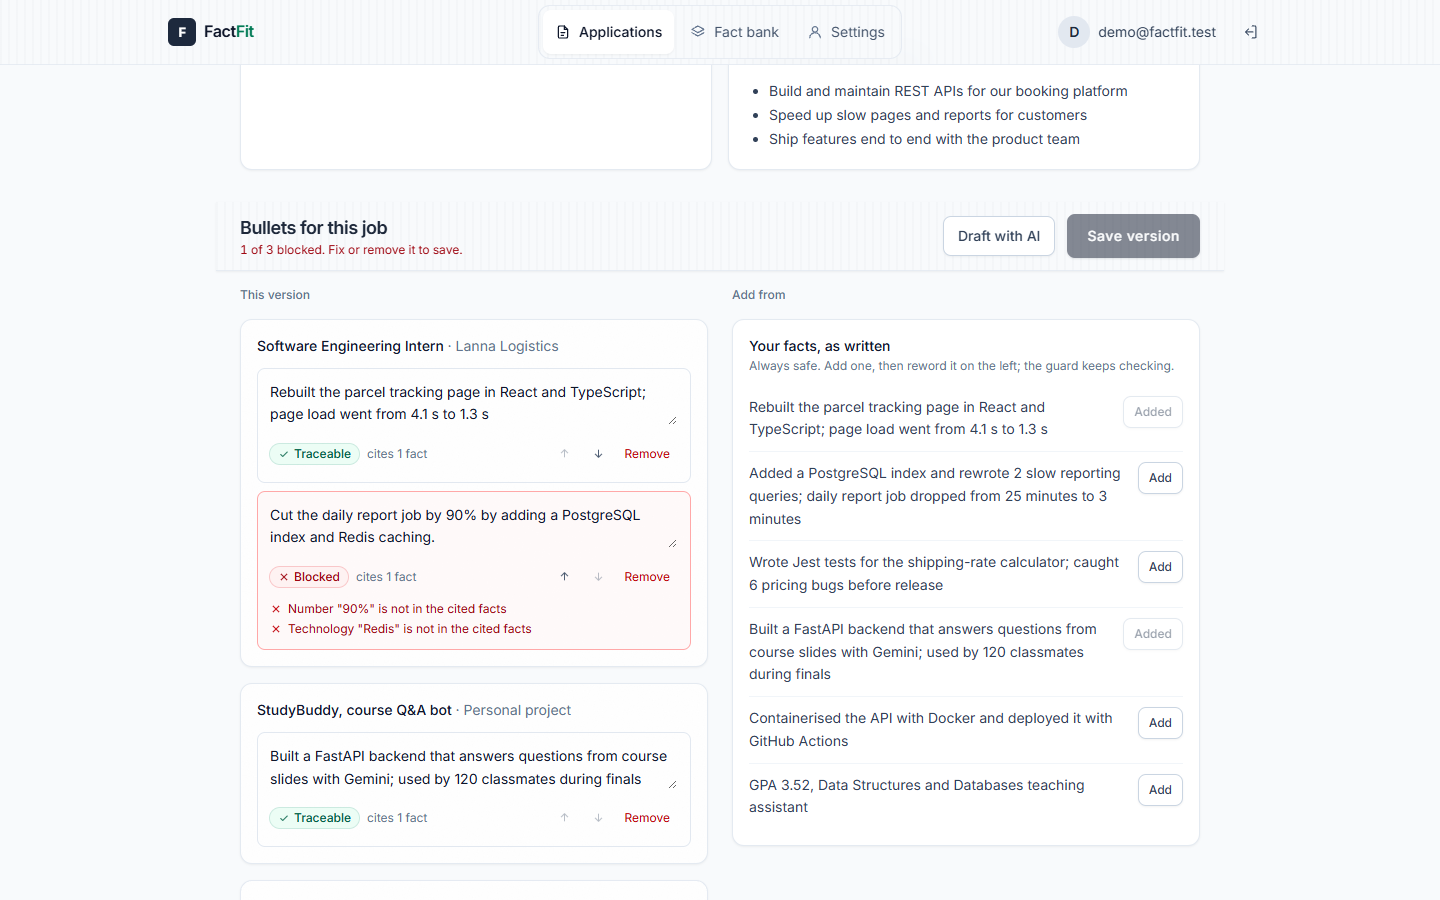 F FactFit
Applications
Fact bank
Settings
D demo@factfit.test
Build and maintain REST APIs for our booking platform
Speed up slow pages and reports for customers
Ship features end to end with the product team
Bullets for this job
1 of 3 blocked. Fix or remove it to save.
Draft with AI
Save version
This version
Software Engineering Intern · Lanna Logistics
Rebuilt the parcel tracking page in React and TypeScript;
page load went from 4.1 s to 1.3 s
✓ Traceable cites 1 fact ↑ ↓ Remove
Cut the daily report job by 90% by adding a PostgreSQL
index and Redis caching.
✕ Blocked cites 1 fact ↑ ↓ Remove
✕ Number "90%" is not in the cited facts
✕ Technology "Redis" is not in the cited facts
StudyBuddy, course Q&A bot · Personal project
Built a FastAPI backend that answers questions from course
slides with Gemini; used by 120 classmates during finals
✓ Traceable cites 1 fact ↑ ↓ Remove
Add from
Your facts, as written
Always safe. Add one, then reword it on the left; the guard keeps checking.
Rebuilt the parcel tracking page in React and
TypeScript; page load went from 4.1 s to 1.3 s
Added
Added a PostgreSQL index and rewrote 2 slow reporting
queries; daily report job dropped from 25 minutes to 3
minutes
Add
Wrote Jest tests for the shipping-rate calculator; caught
6 pricing bugs before release
Add
Built a FastAPI backend that answers questions from
course slides with Gemini; used by 120 classmates
during finals
Added
Containerised the API with Docker and deployed it with
GitHub Actions
Add
GPA 3.52, Data Structures and Databases teaching
assistant
Add